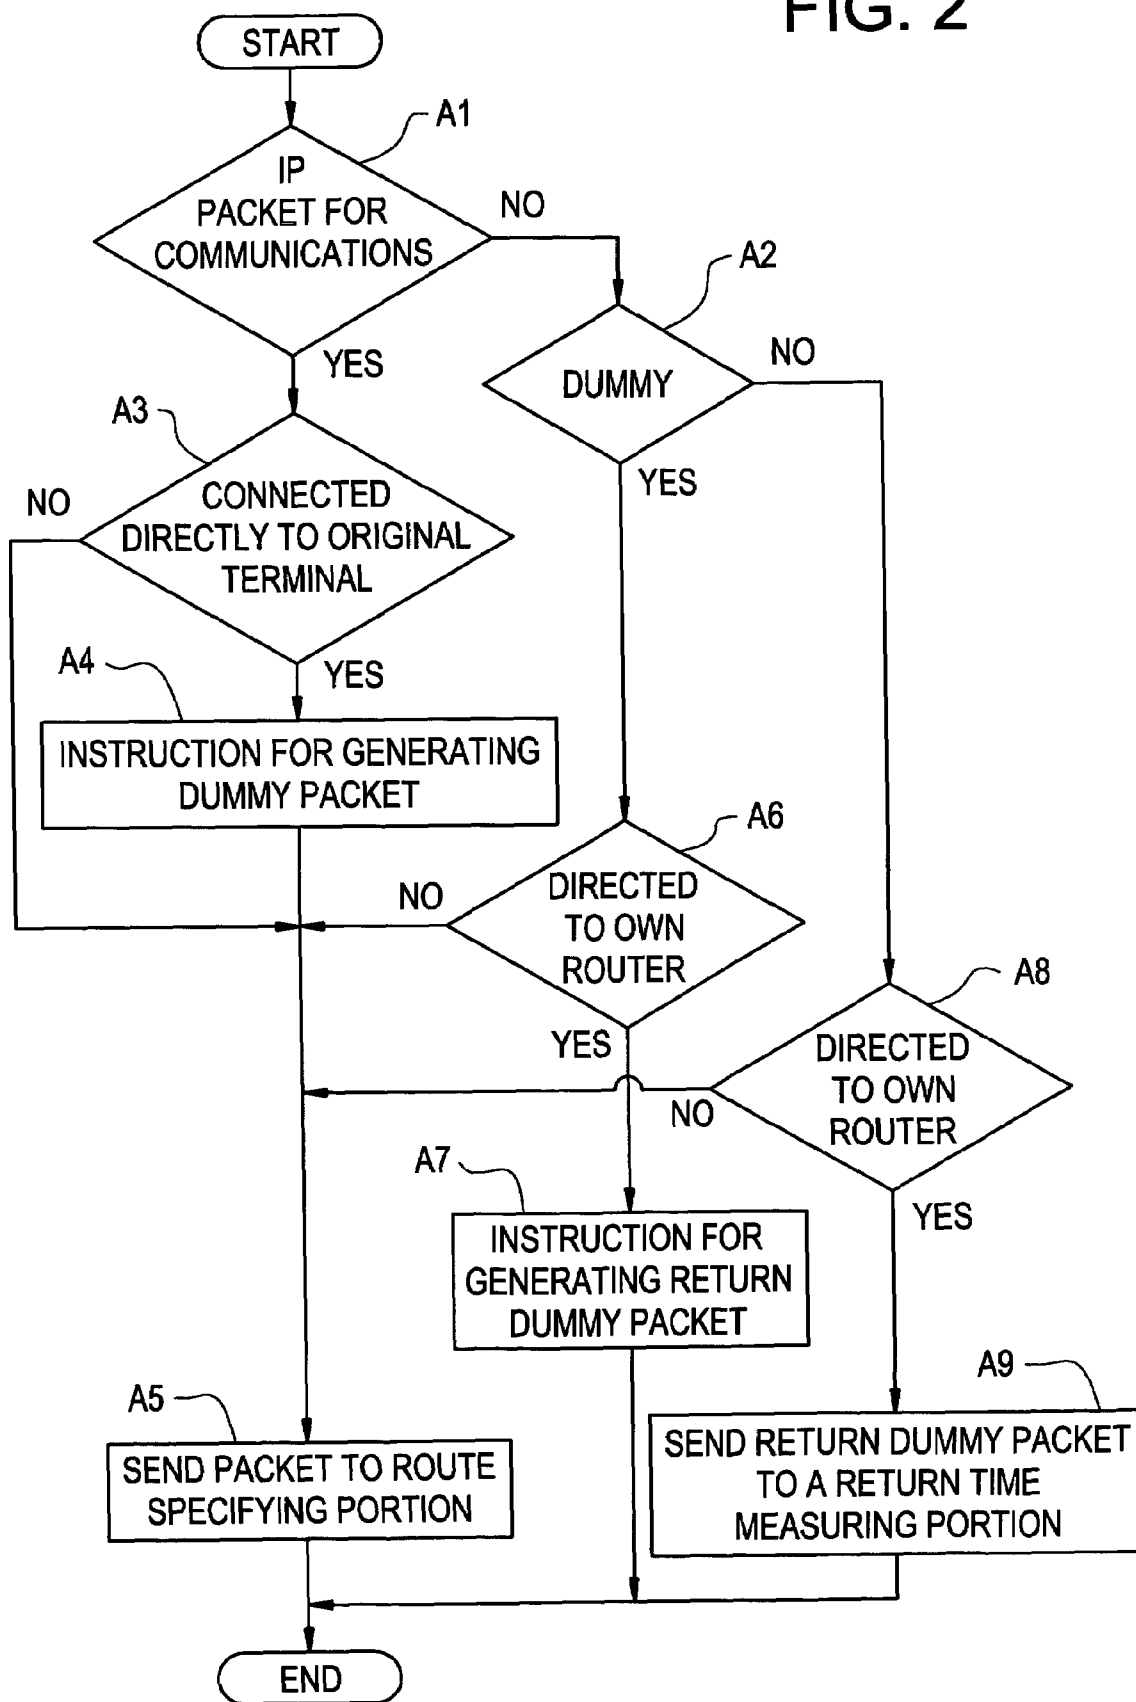 FIG. 2
START
A1
IP
PACKET FOR
COMMUNICATIONS
NO
YES
A2
DUMMY
NO
YES
A3
NO
CONNECTED
DIRECTLY TO ORIGINAL
TERMINAL
YES
A4
INSTRUCTION FOR GENERATING
DUMMY PACKET
A6
NO
DIRECTED
TO OWN
ROUTER
YES
A8
DIRECTED
TO OWN
ROUTER
NO
YES
A7
INSTRUCTION FOR
GENERATING RETURN
DUMMY PACKET
A5
SEND PACKET TO ROUTE
SPECIFYING PORTION
A9
SEND RETURN DUMMY PACKET
TO A RETURN TIME
MEASURING PORTION
END